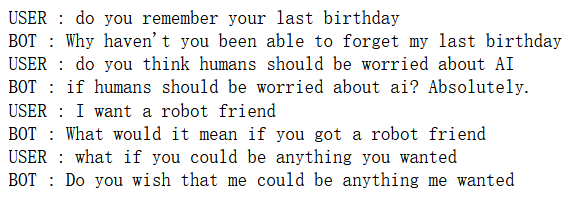 USER : do you remember your last birthday
BOT : Why haven't you been able to forget my last birthday
USER : do you think humans should be worried about AI
BOT : if humans should be worried about ai? Absolutely.
USER : I want a robot friend
BOT : What would it mean if you got a robot friend
USER : what if you could be anything you wanted
BOT : Do you wish that me could be anything me wanted